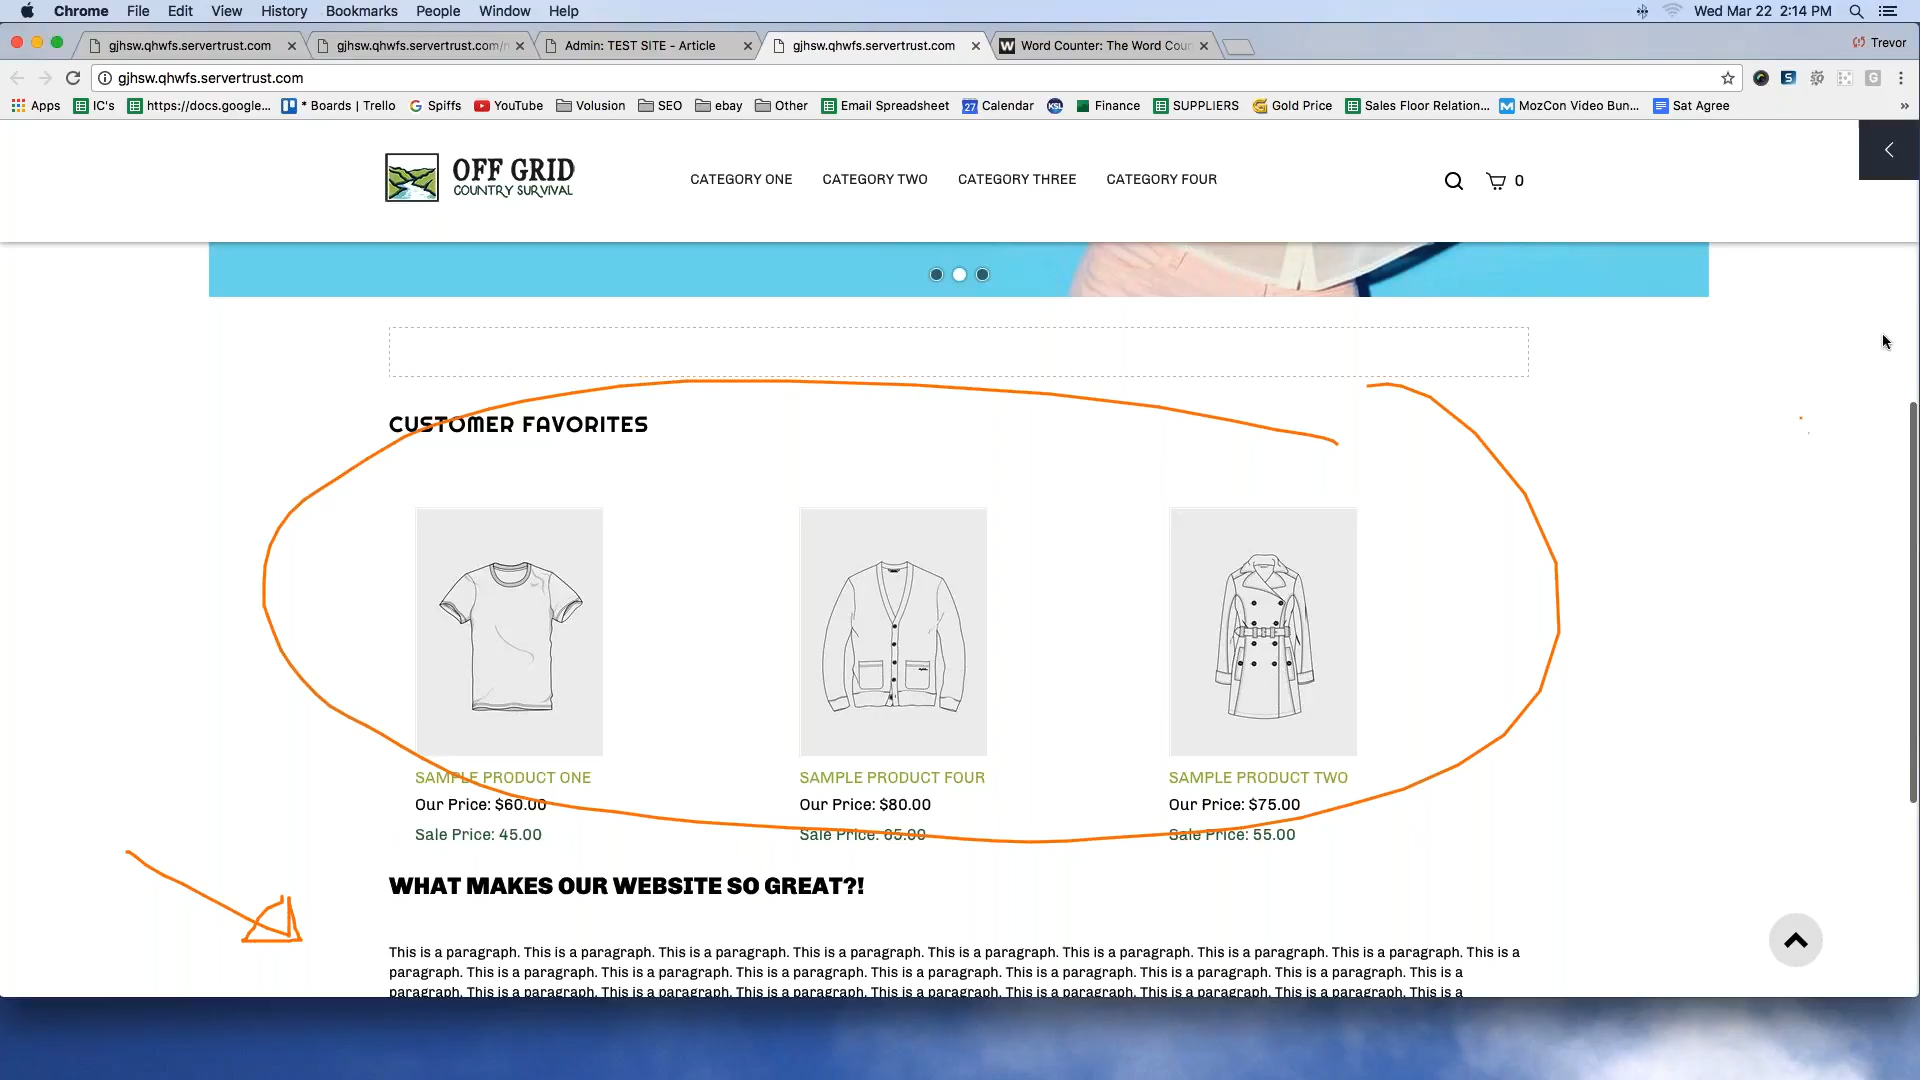 Chrome File Edit View History Bookmarks People Window Help Wed Mar 22 2:14 PM
gjhsw.qhwfs.servertrust.com gjhsw.qhwfs.servertrust.com/ Admin: TEST SITE - Article gjhsw.qhwfs.servertrust.com Word Counter: The Word Coun Trevor
gjhsw.qhwfs.servertrust.com
Apps IC's https://docs.google... * Boards | Trello Spiffs YouTube Volusion SEO ebay Other Email Spreadsheet 27 Calendar KSL Finance SUPPLIERS Gold Price Sales Floor Relation... MozCon Video Bun... Sat Agree »
OFF GRID
COUNTRY SURVIVAL
CATEGORY ONE CATEGORY TWO CATEGORY THREE CATEGORY FOUR 0
CUSTOMER FAVORITES
SAMPLE PRODUCT ONE SAMPLE PRODUCT FOUR SAMPLE PRODUCT TWO
Our Price: $60.00 Our Price: $80.00 Our Price: $75.00
Sale Price: 45.00 Sale Price: 65.00 Sale Price: 55.00
WHAT MAKES OUR WEBSITE SO GREAT?!
This is a paragraph. This is a paragraph. This is a paragraph. This is a paragraph. This is a paragraph. This is a paragraph. This is a paragraph. This is a paragraph. This is a
paragraph. This is a paragraph. This is a paragraph. This is a paragraph. This is a paragraph. This is a paragraph. This is a paragraph. This is a
paragraph. This is a paragraph. This is a paragraph. This is a paragraph. This is a paragraph. This is a paragraph. This is a paragraph. This is a